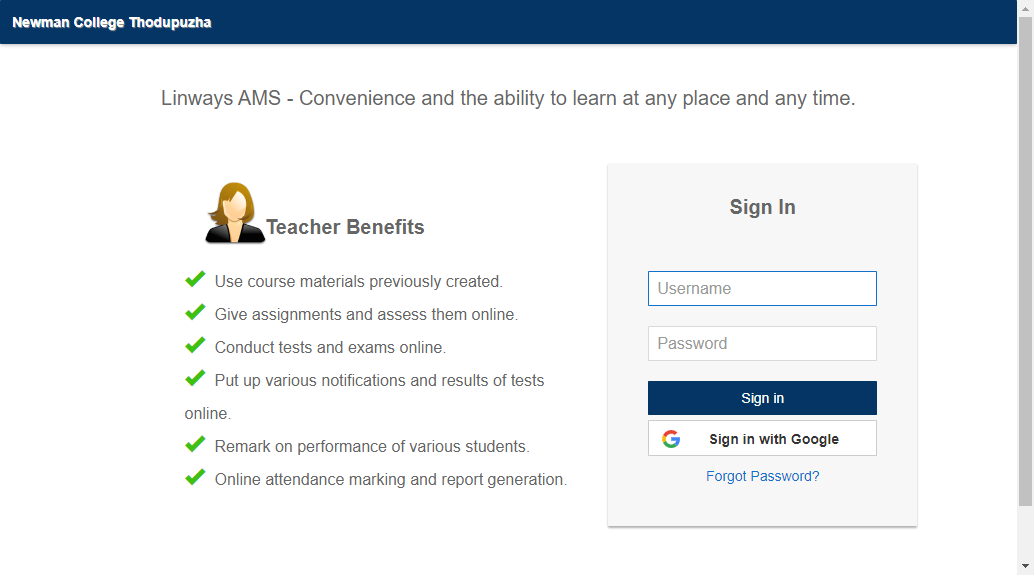 Newman College Thodupuzha
Linways AMS - Convenience and the ability to learn at any place and any time.
Teacher Benefits
Use course materials previously created.
Give assignments and assess them online.
Conduct tests and exams online.
Put up various notifications and results of tests
online.
Remark on performance of various students.
Online attendance marking and report generation.
Sign In
Username
Password
Sign in
Sign in with Google
Forgot Password?